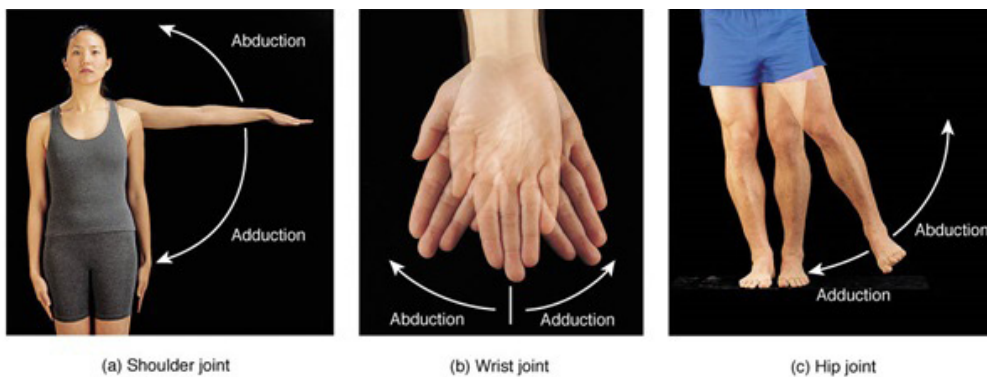 Abduction
Adduction
Abduction
Adduction
Abduction
Adduction
(a) Shoulder joint
(b) Wrist joint
(c) Hip joint